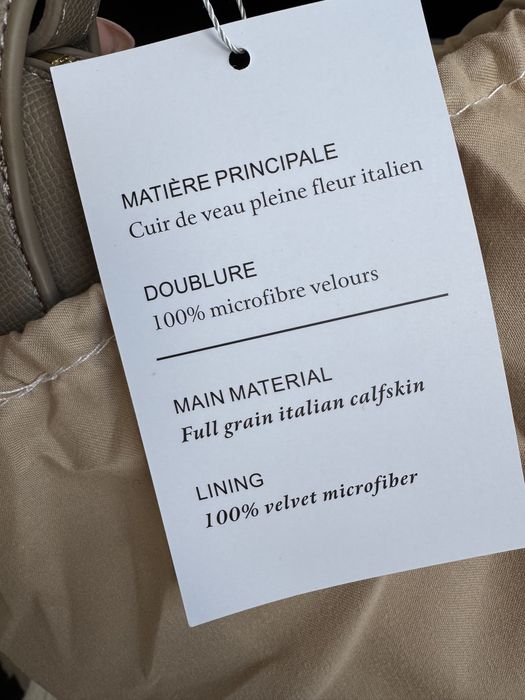 MATIÈRE PRINCIPALE
Cuir de veau pleine fleur italien
DOUBLURE
100% microfibre velours
MAIN MATERIAL
Full grain italian calfskin
LINING
100% velvet microfiber